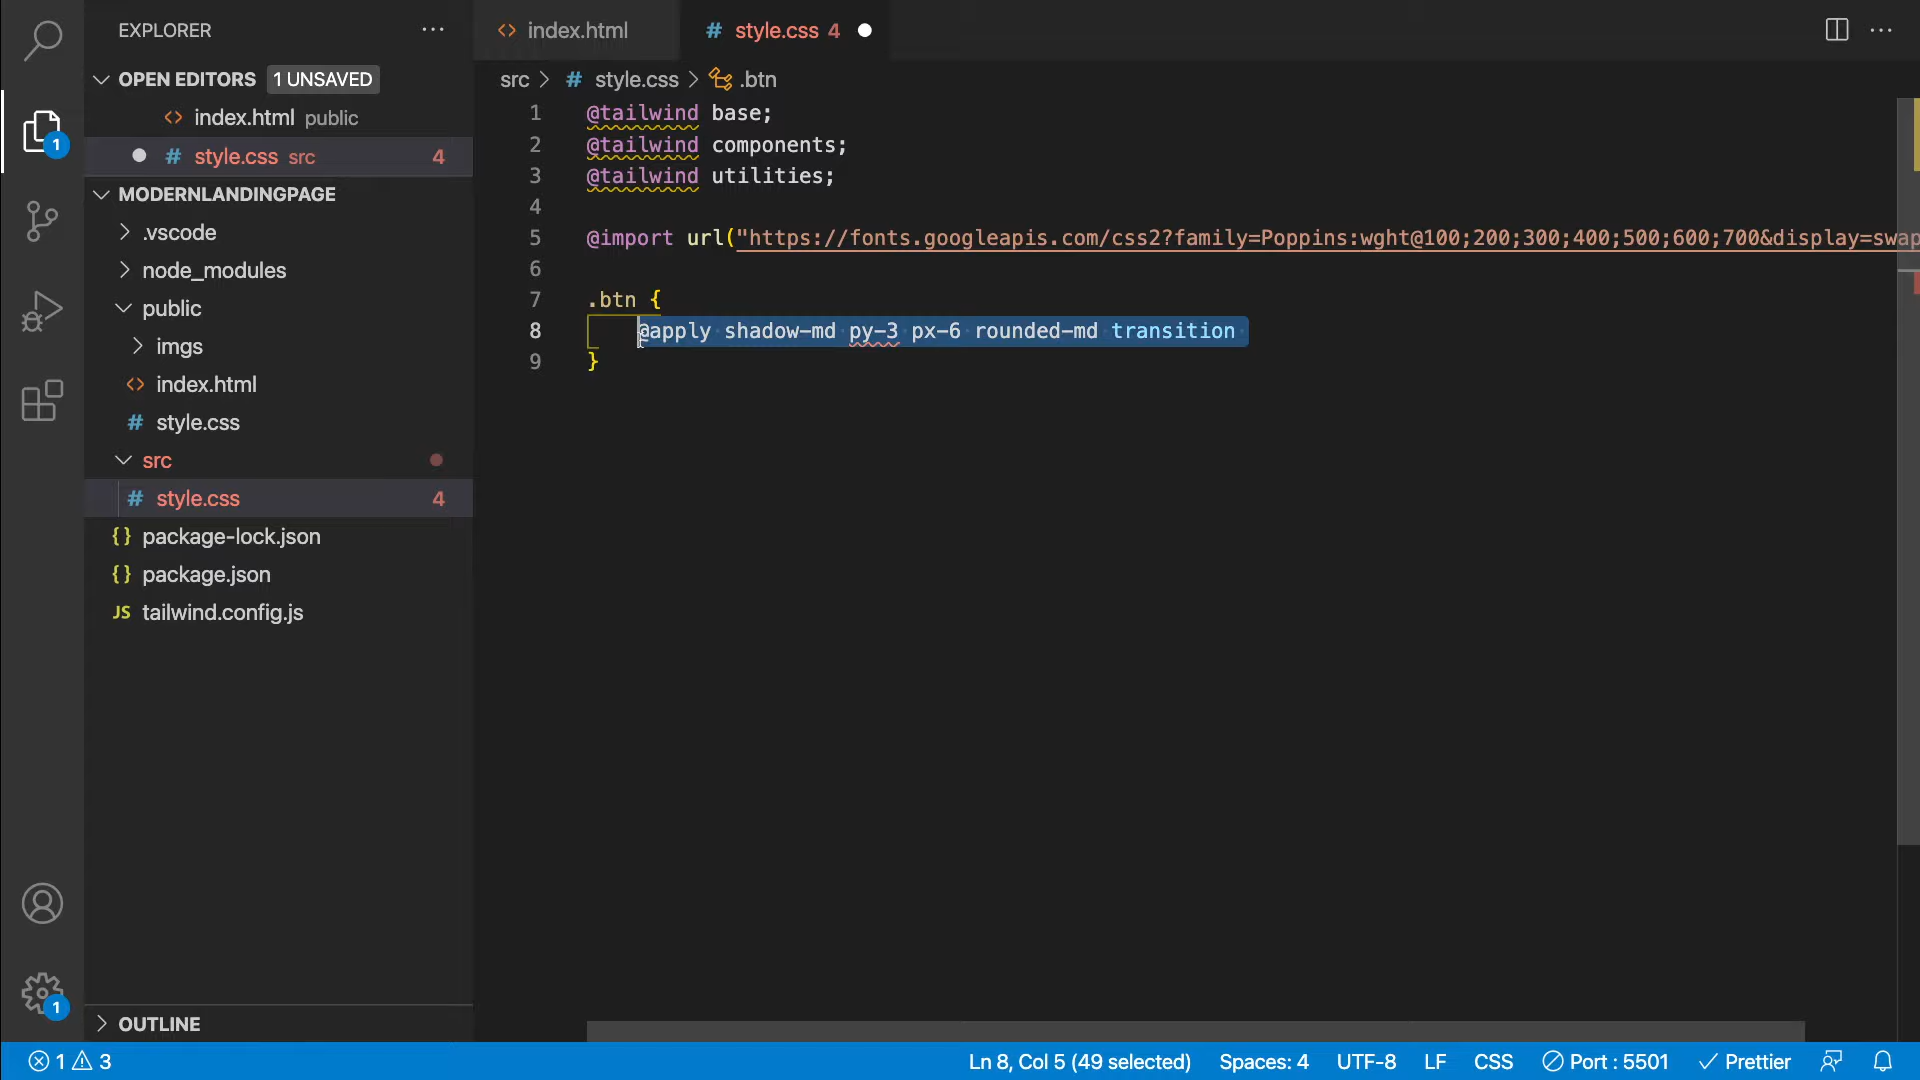 EXPLORER
OPEN EDITORS 1 UNSAVED
index.html public
# style.css src 4
MODERNLANDINGPAGE
.vscode
node_modules
public
imgs
index.html
# style.css
src
# style.css 4
{} package-lock.json
{} package.json
JS tailwind.config.js
OUTLINE
1
1
<> index.html
# style.css 4
src > # style.css > .btn
1 @tailwind base;
2 @tailwind components;
3 @tailwind utilities;
4
5 @import url("https://fonts.googleapis.com/css2?family=Poppins:wght@100;200;300;400;500;600;700&display=swap
6
7 .btn {
8 @apply shadow-md py-3 px-6 rounded-md transition
9 }
1 3
Ln 8, Col 5 (49 selected) Spaces: 4 UTF-8 LF CSS Port : 5501 Prettier